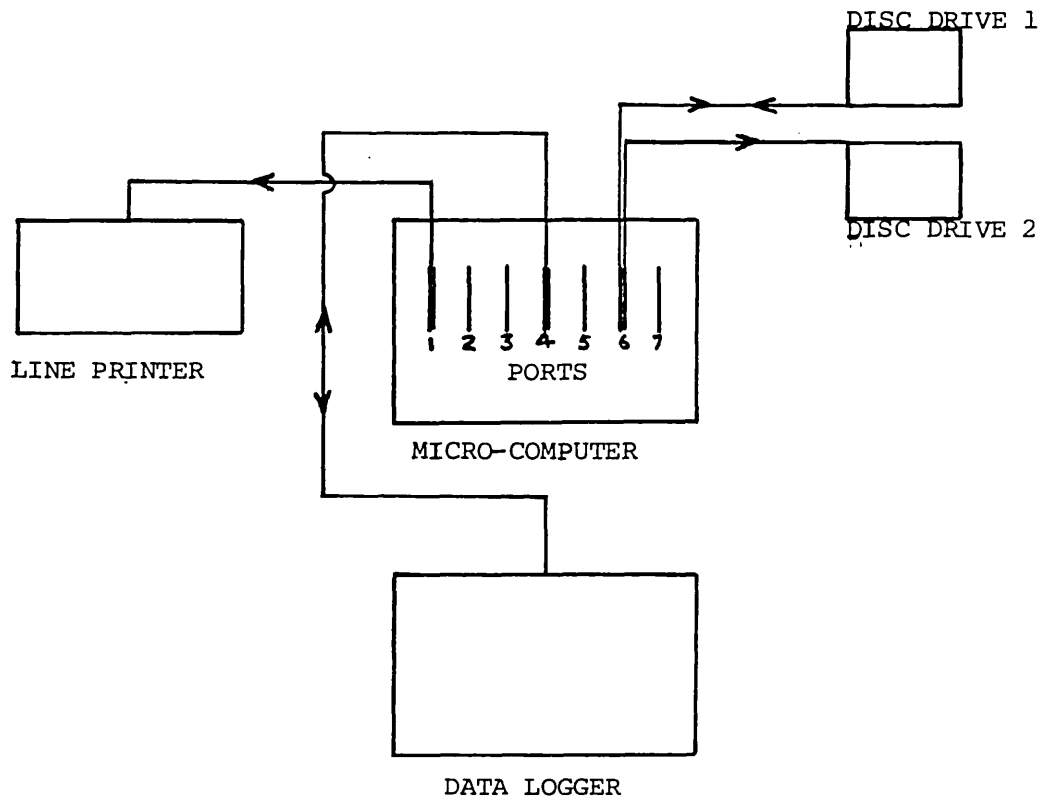 DISC DRIVE 1
DISC DRIVE 2
1 2 3 4 5 6 7
PORTS
LINE PRINTER
MICRO-COMPUTER
DATA LOGGER